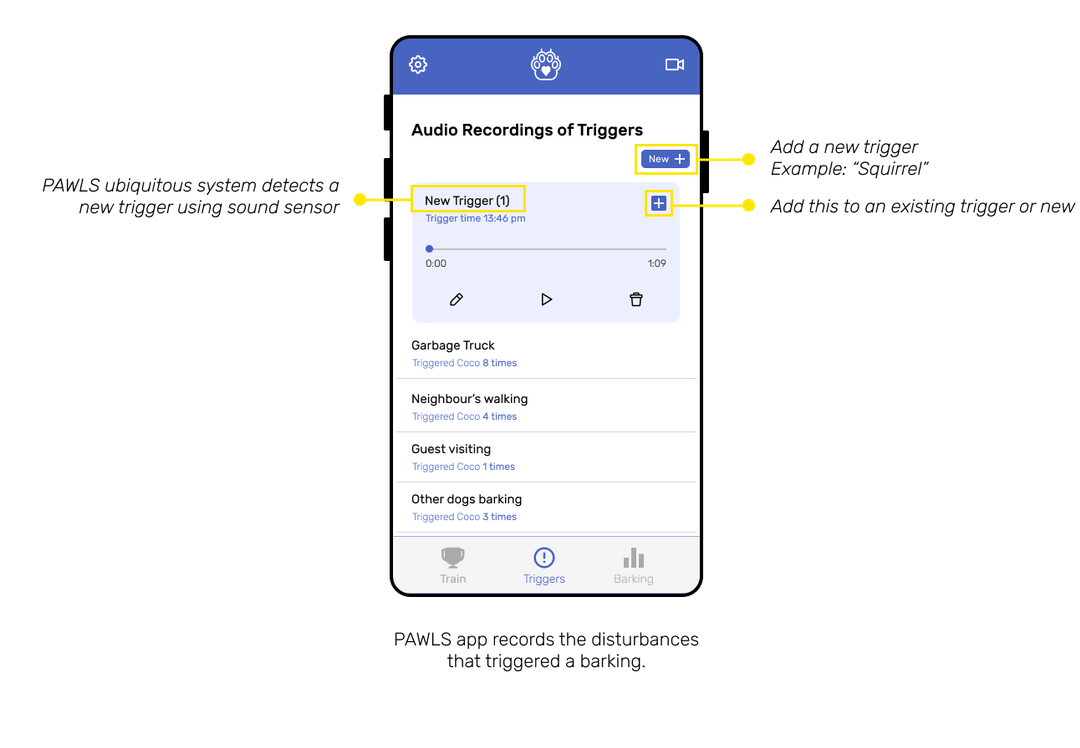 Audio Recordings of Triggers
New +
Add a new trigger
Example: “Squirrel”
PAWLS ubiquitous system detects a
new trigger using sound sensor
New Trigger (1)
Trigger time 13:46 pm
Add this to an existing trigger or new
0:00
1:09
Garbage Truck
Triggered Coco 8 times
Neighbour’s walking
Triggered Coco 4 times
Guest visiting
Triggered Coco 1 times
Other dogs barking
Triggered Coco 3 times
Train
Triggers
Barking
PAWLS app records the disturbances
that triggered a barking.